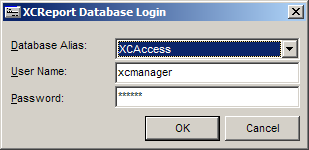 XCReport Database Login
Database Alias: XCAccess
User Name: xcmanager
Password: ******
OK Cancel